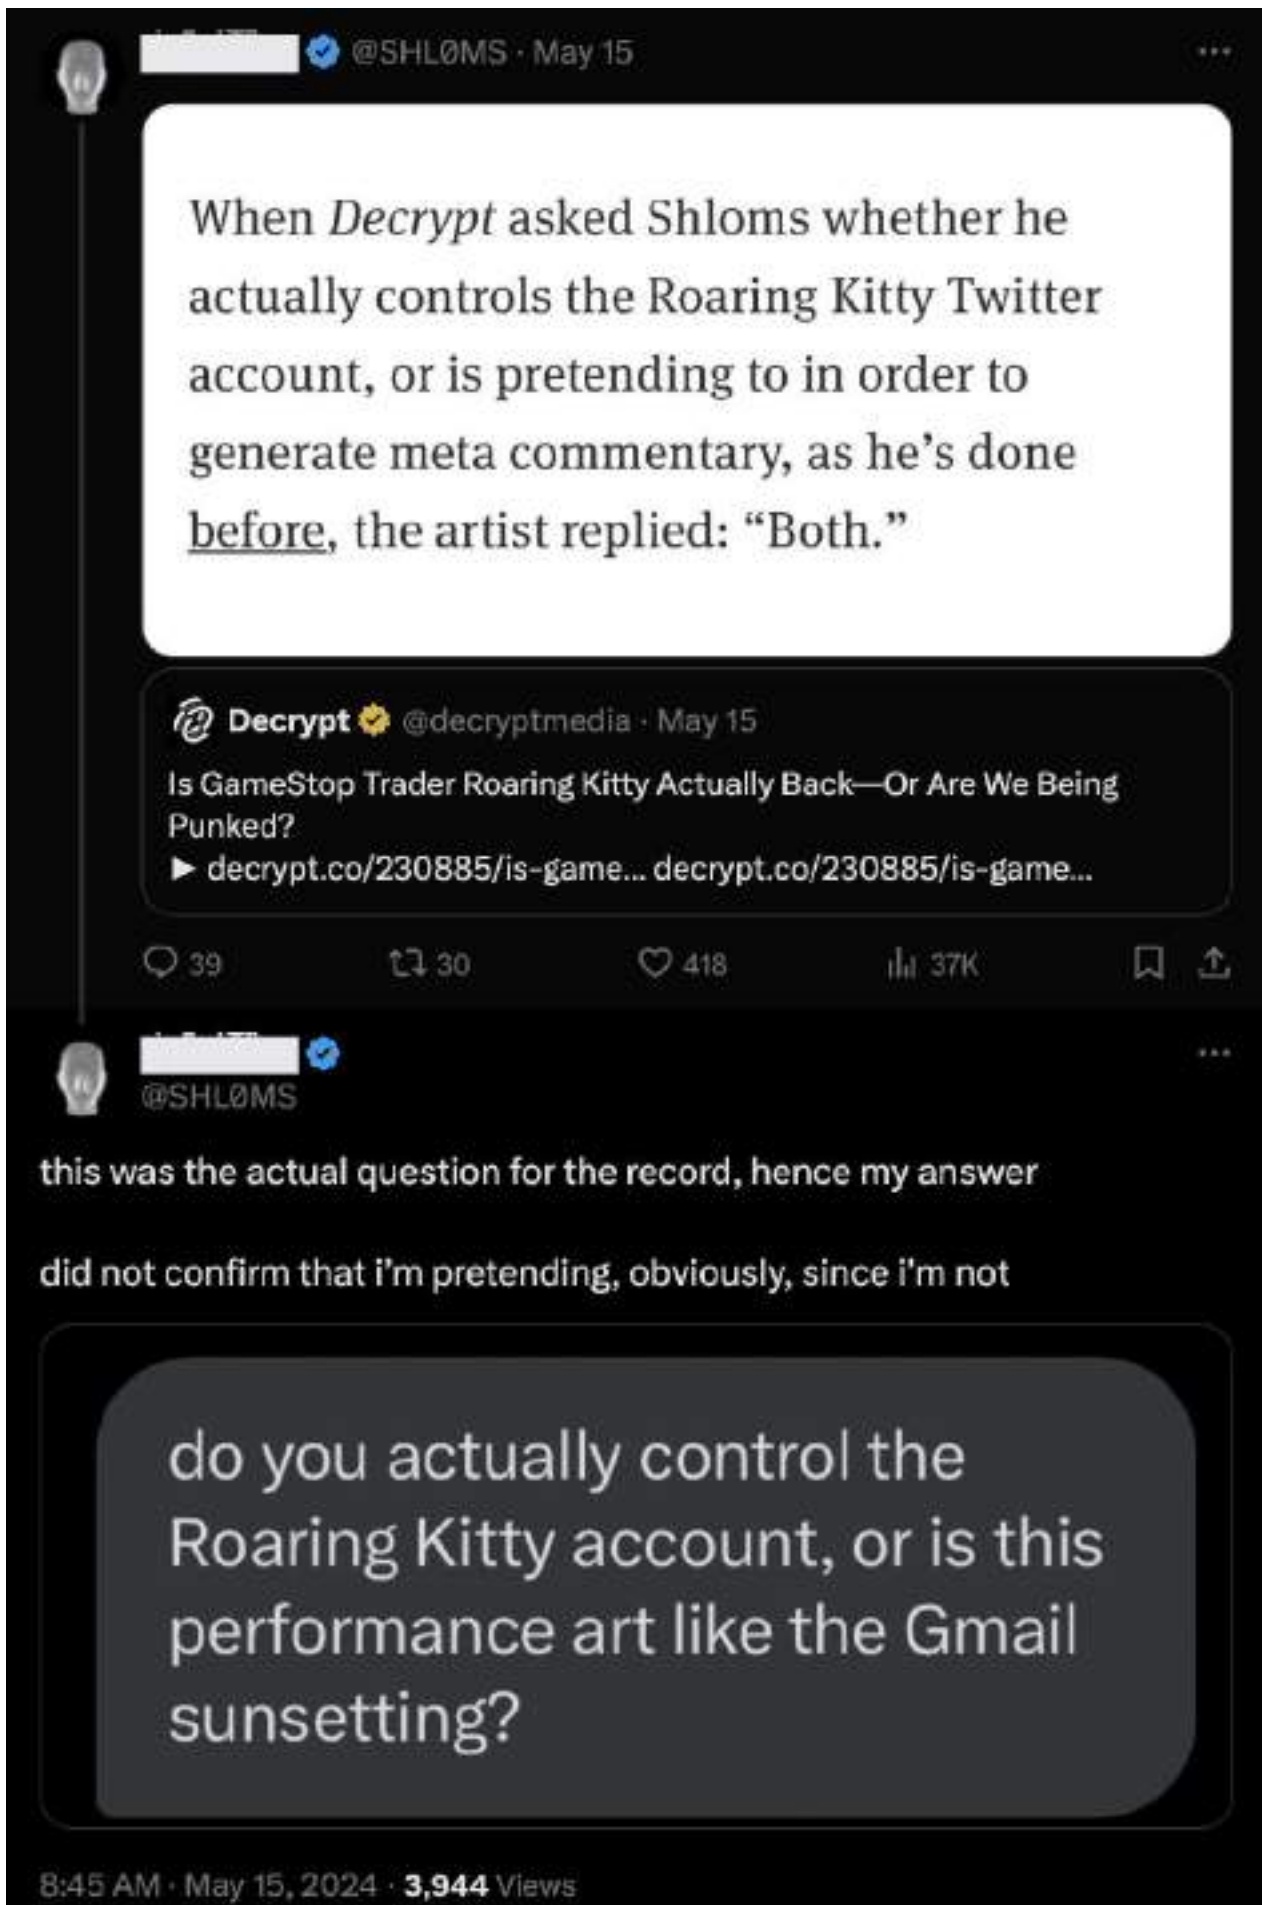 @SHLØMS · May 15
When Decrypt asked Shloms whether he
actually controls the Roaring Kitty Twitter
account, or is pretending to in order to
generate meta commentary, as he's done
before, the artist replied: “Both.”
Decrypt @decryptmedia · May 15
Is GameStop Trader Roaring Kitty Actually Back—Or Are We Being
Punked?
▶ decrypt.co/230885/is-game... decrypt.co/230885/is-game...
39 30 418 37K
@SHLØMS
this was the actual question for the record, hence my answer
did not confirm that i'm pretending, obviously, since i'm not
do you actually control the
Roaring Kitty account, or is this
performance art like the Gmail
sunsetting?
8:45 AM · May 15, 2024 · 3,944 Views